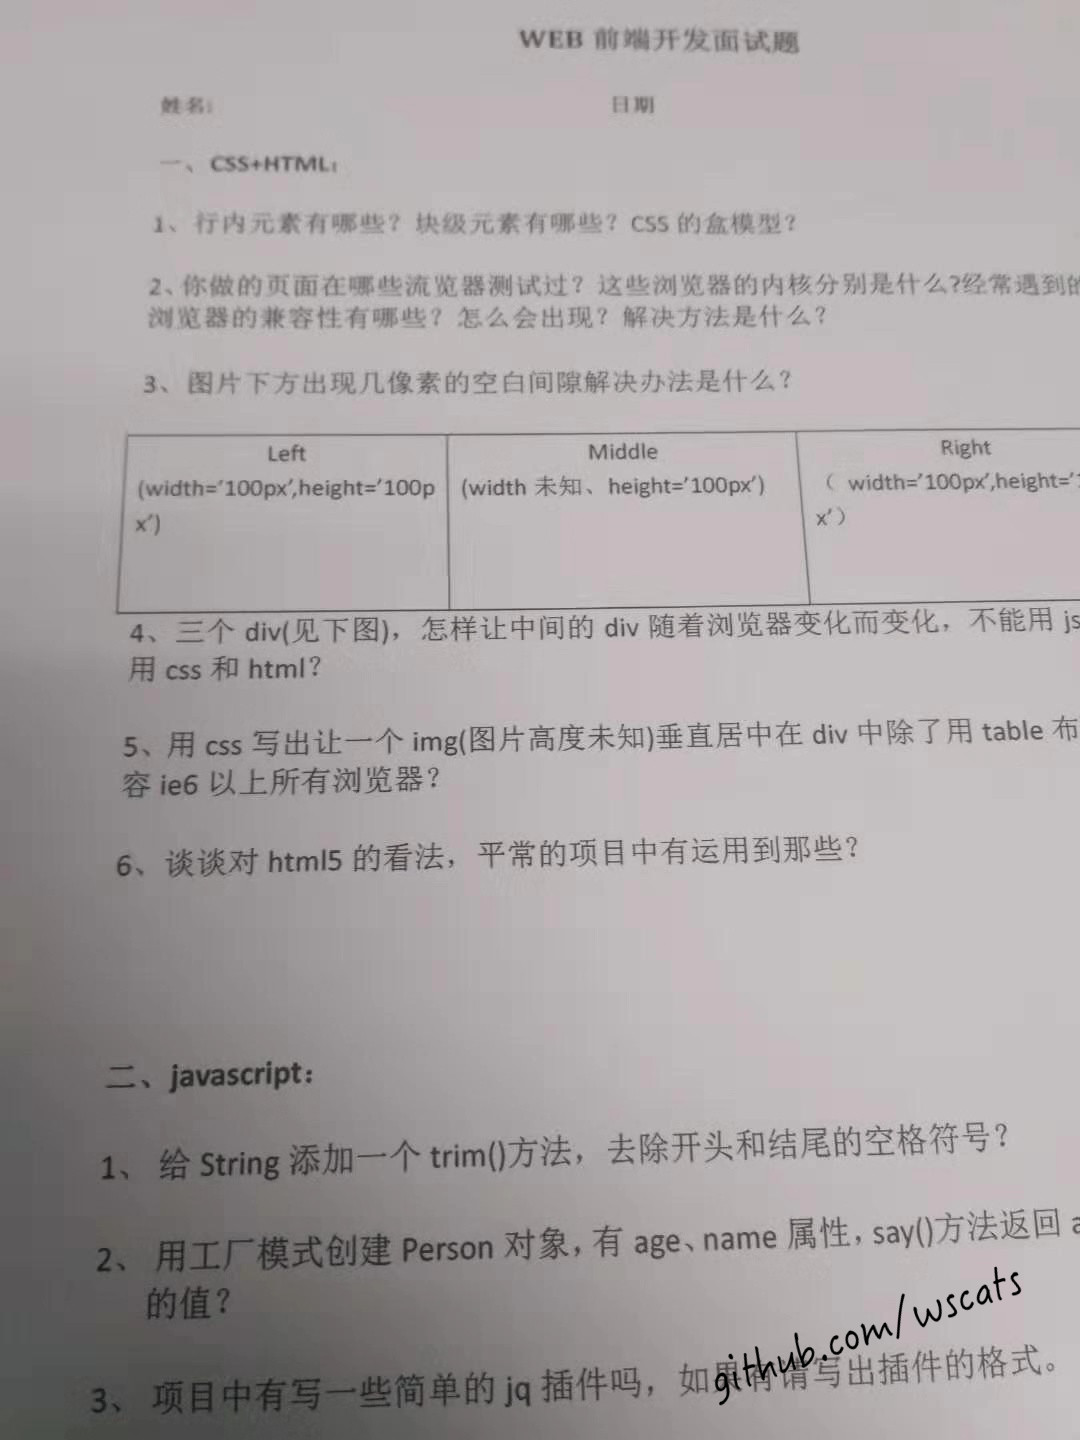 WEB 前端开发面试题
姓名: 日期
一、CSS+HTML:
1、行内元素有哪些？块级元素有哪些？CSS 的盒模型？
2、你做的页面在哪些流览器测试过？这些浏览器的内核分别是什么?经常遇到的
浏览器的兼容性有哪些？怎么会出现？解决方法是什么？
3、图片下方出现几像素的空白间隙解决办法是什么？
Left
(width='100px',height='100p
x')
Middle
(width 未知、height='100px')
Right
（ width='100px',height='
x'）
4、三个 div(见下图)，怎样让中间的 div 随着浏览器变化而变化，不能用 js
用 css 和 html？
5、用 css 写出让一个 img(图片高度未知)垂直居中在 div 中除了用 table 布
容 ie6 以上所有浏览器？
6、谈谈对 html5 的看法，平常的项目中有运用到那些？
二、javascript：
1、 给 String 添加一个 trim()方法，去除开头和结尾的空格符号？
2、 用工厂模式创建 Person 对象，有 age、name 属性，say()方法返回
的值？
3、 项目中有写一些简单的 jq 插件吗，如果有请写出插件的格式。
github.com/wscats